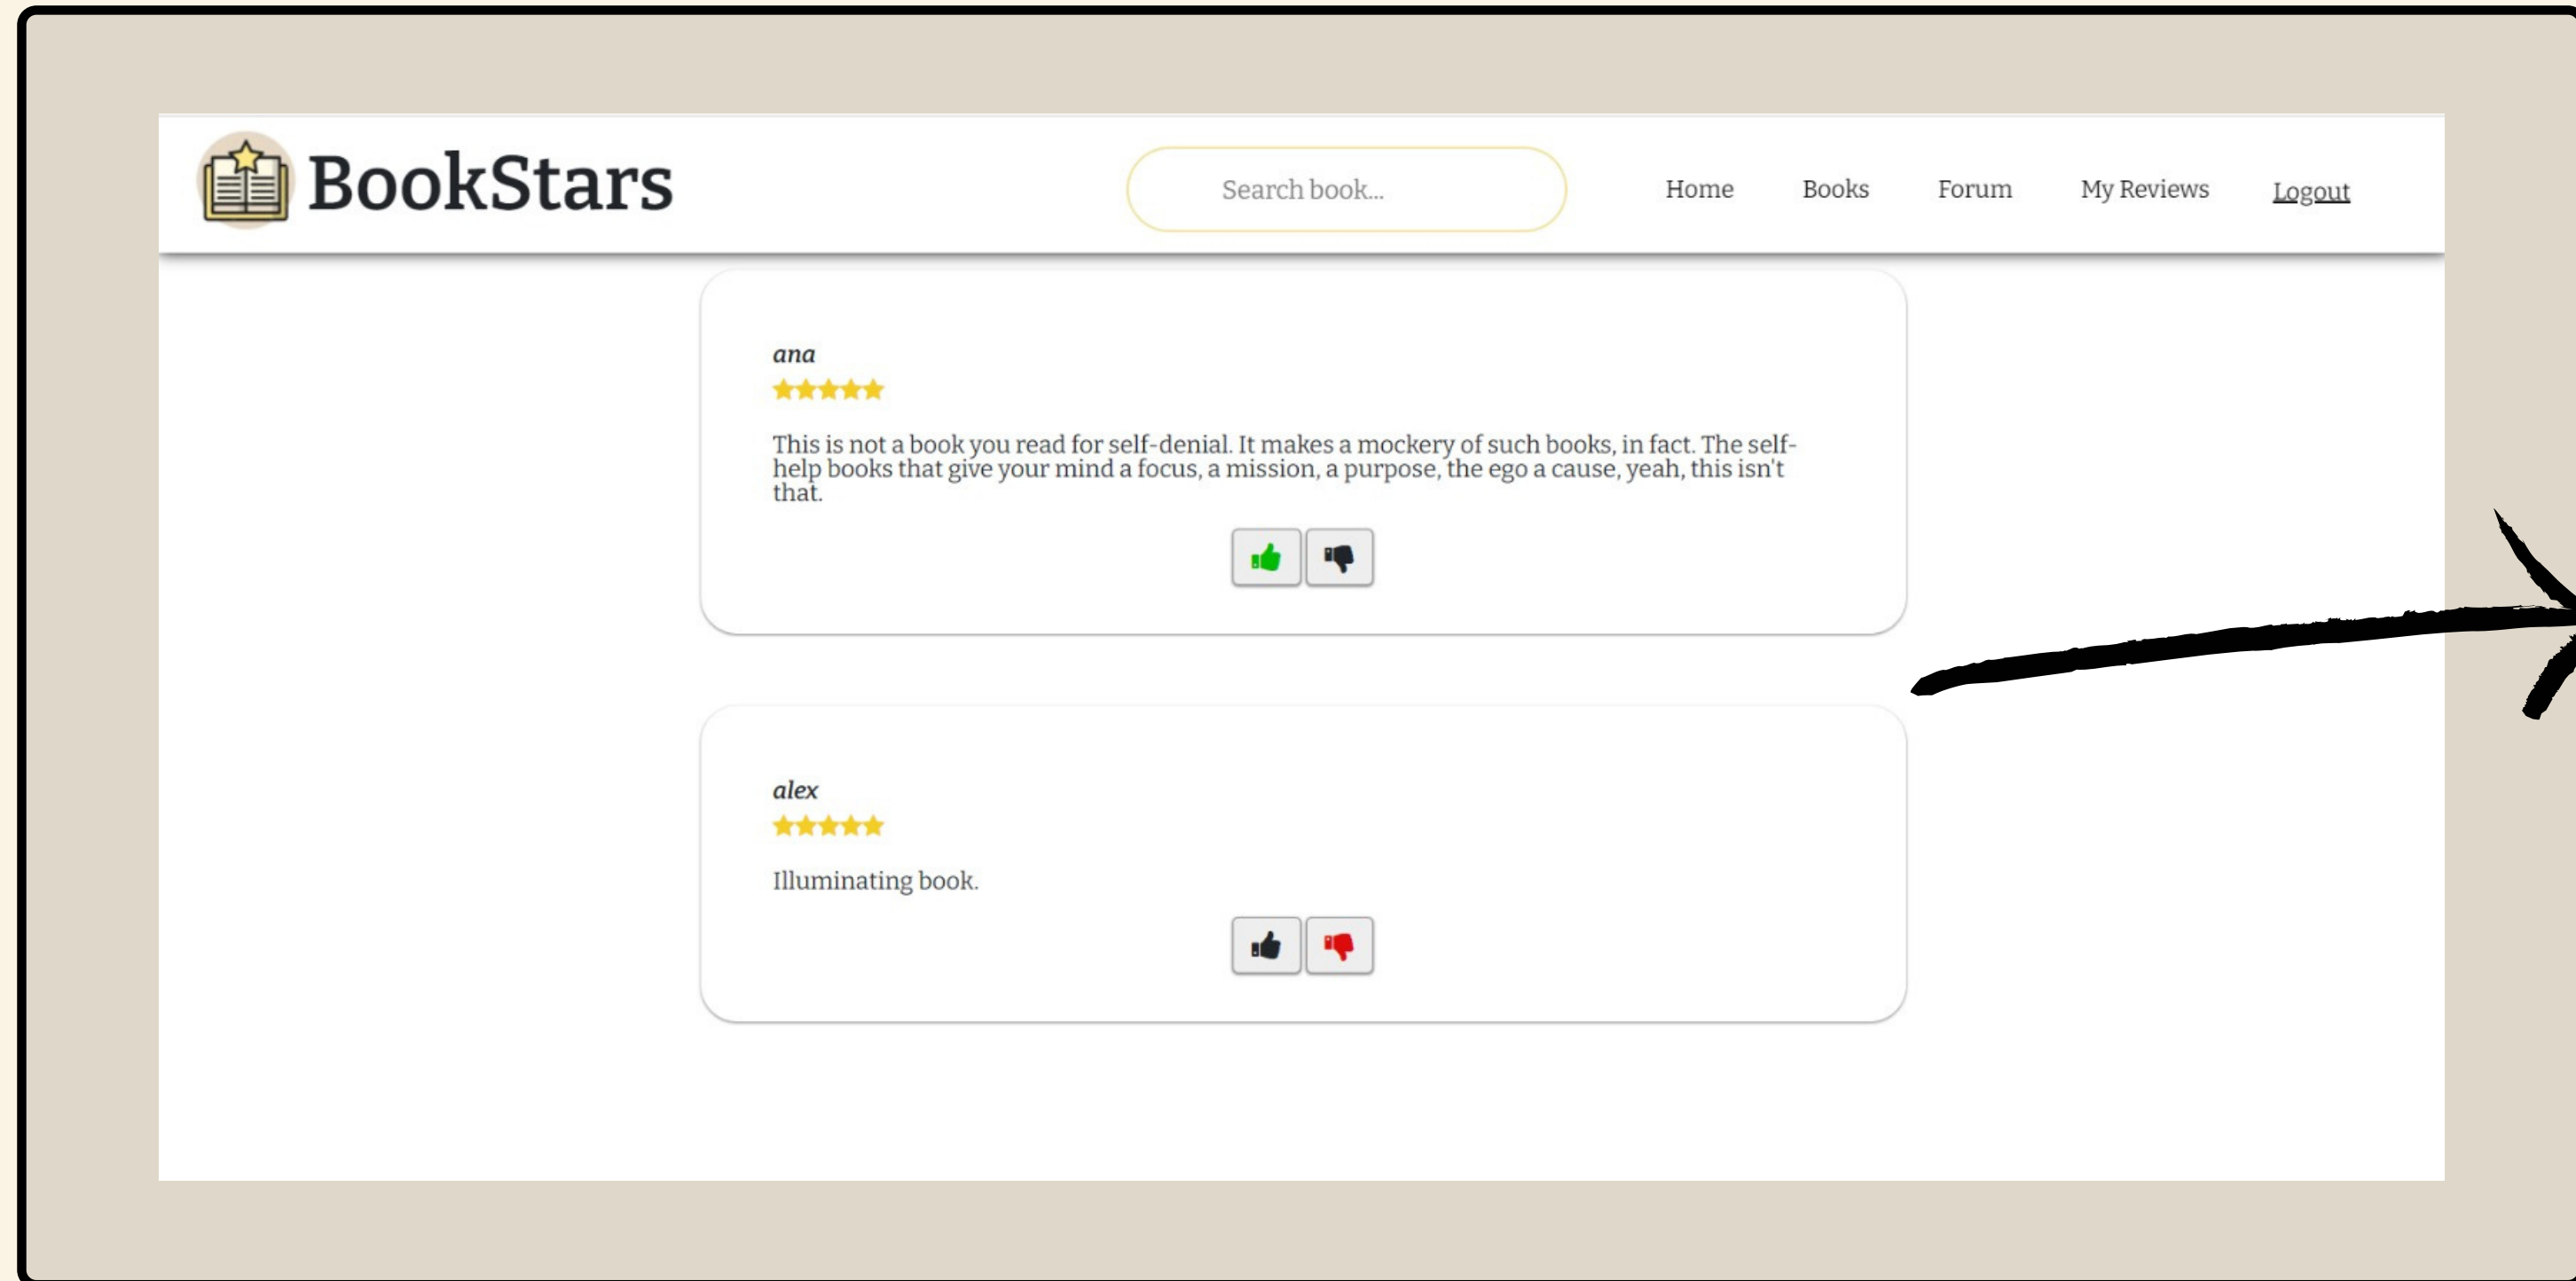 BookStars
Search book...
Home Books Forum My Reviews Logout
ana
This is not a book you read for self-denial. It makes a mockery of such books, in fact. The self-
help books that give your mind a focus, a mission, a purpose, the ego a cause, yeah, this isn't
that.
alex
Illuminating book.